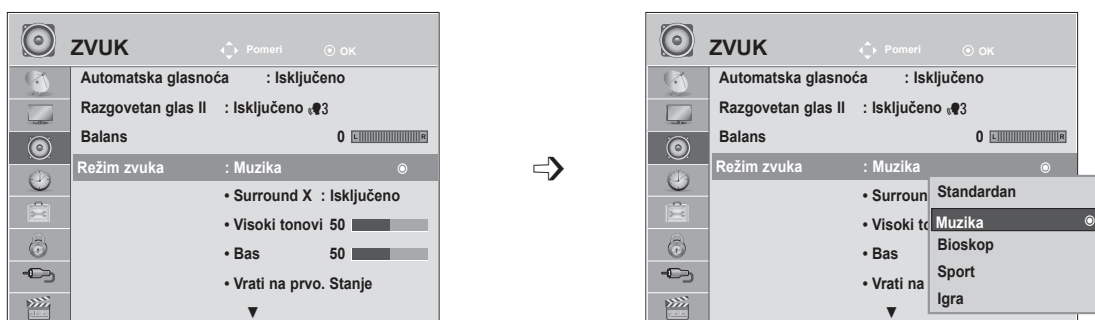 ZVUK Pomeri OK
Automatska glasnoća : Isključeno
Razgovetan glas II : Isključeno 3
Balans 0 L R
Režim zvuka : Muzika
• Surround X : Isključeno
• Visoki tonovi 50
• Bas 50
• Vrati na prvo. Stanje
▼
ZVUK Pomeri OK
Automatska glasnoća : Isključeno
Razgovetan glas II : Isključeno 3
Balans 0 L R
Režim zvuka : Muzika
• Surroun
• Visoki to
• Bas
• Vrati na
▼
Standardan
Muzika
Bioskop
Sport
Igra